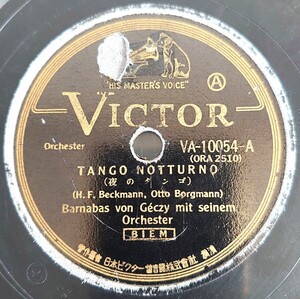 "HIS MASTER'S VOICE"
Ⓐ
VICTOR
Orchester
VA-10054-A
(ORA 2510)
TANGO NOTTURNO
(夜のタンゴ)
(H. F. Beckmann, Otto Borgmann)
Barnabas von Géczy mit seinem
Orchester
BIEM
日本ビクター蓄音器株式会社